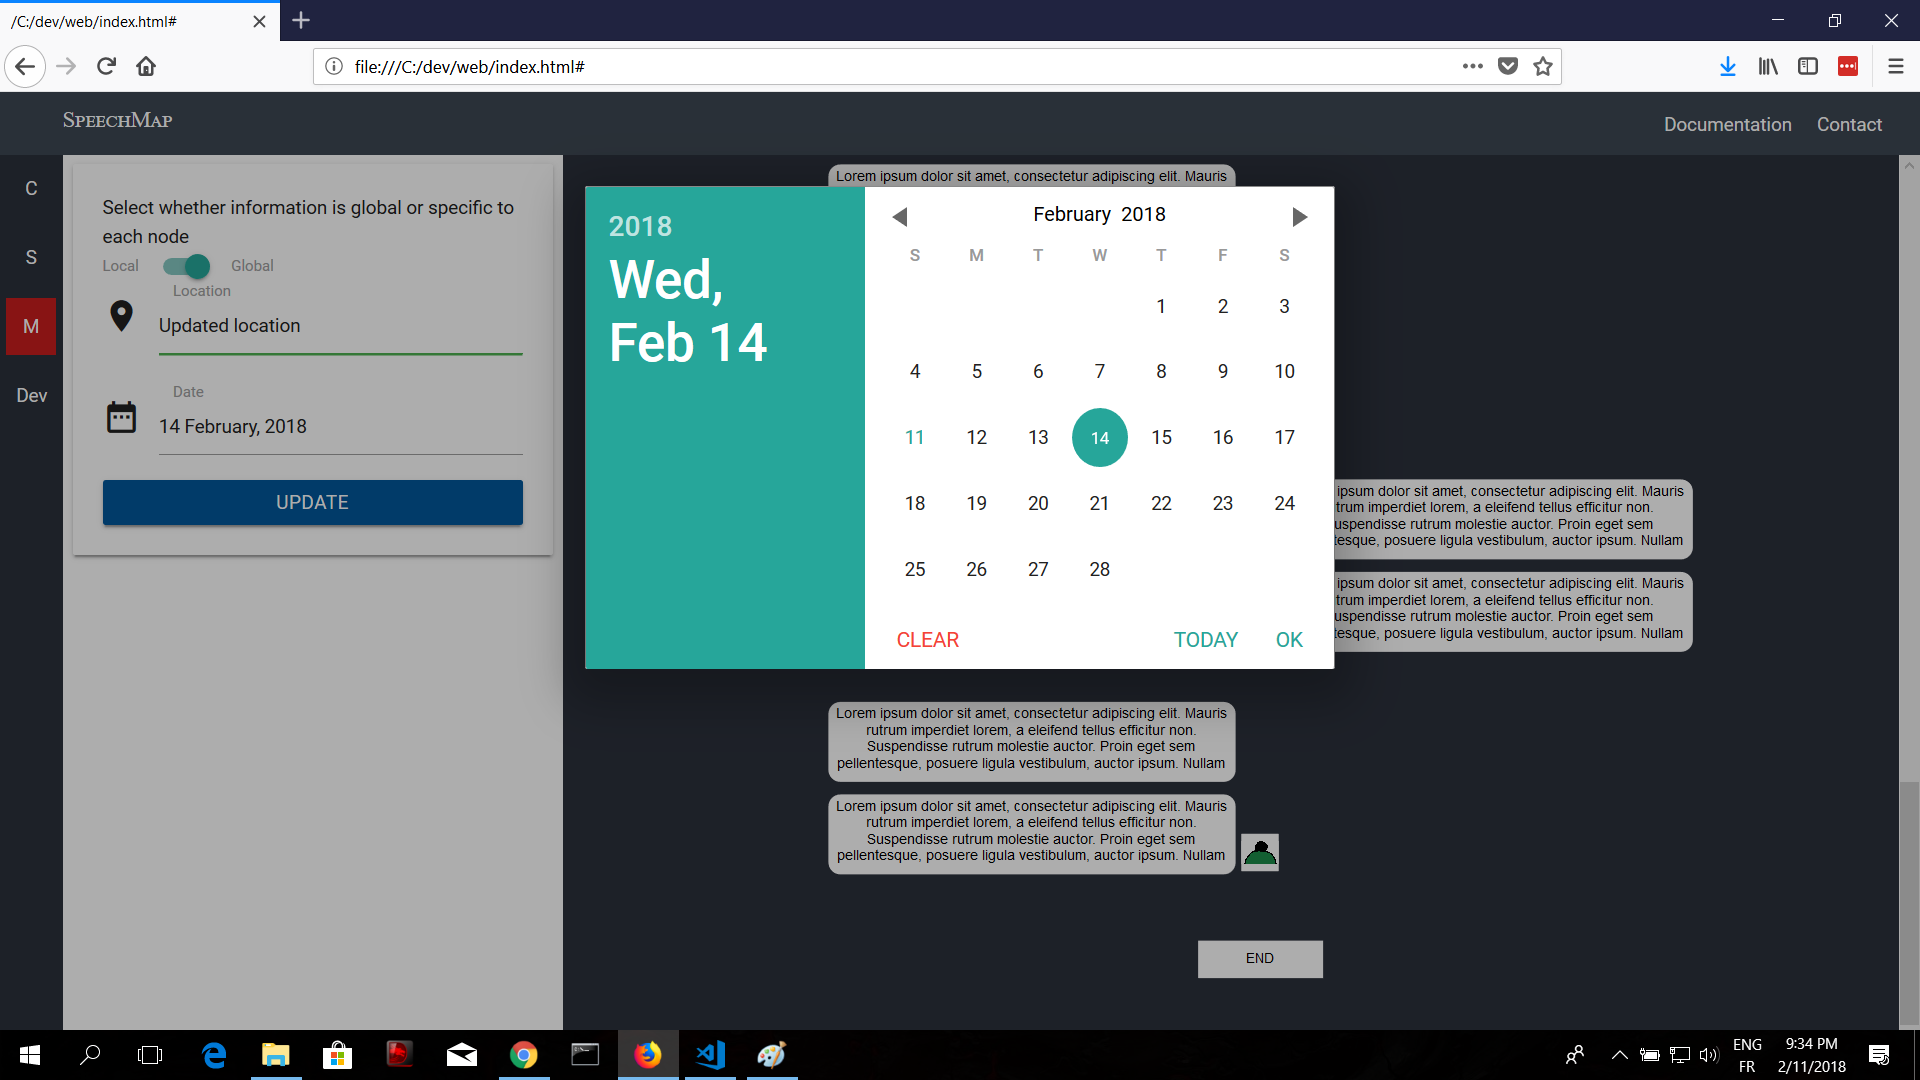 /C:/dev/web/index.html#
file:///C:/dev/web/index.html#
SpeechMap
Documentation Contact
C
S
M
Dev
Select whether information is global or specific to
each node
Local Global
Location
Updated location
Date
14 February, 2018
UPDATE
Lorem ipsum dolor sit amet, consectetur adipiscing elit. Mauris
2018
Wed,
Feb 14
February 2018
S M T W T F S
1 2 3
4 5 6 7 8 9 10
11 12 13 14 15 16 17
18 19 20 21 22 23 24
25 26 27 28
CLEAR TODAY OK
ipsum dolor sit amet, consectetur adipiscing elit. Mauris
trum imperdiet lorem, a eleifend tellus efficitur non.
uspendisse rutrum molestie auctor. Proin eget sem
tesque, posuere ligula vestibulum, auctor ipsum. Nullam
ipsum dolor sit amet, consectetur adipiscing elit. Mauris
trum imperdiet lorem, a eleifend tellus efficitur non.
uspendisse rutrum molestie auctor. Proin eget sem
tesque, posuere ligula vestibulum, auctor ipsum. Nullam
Lorem ipsum dolor sit amet, consectetur adipiscing elit. Mauris
rutrum imperdiet lorem, a eleifend tellus efficitur non.
Suspendisse rutrum molestie auctor. Proin eget sem
pellentesque, posuere ligula vestibulum, auctor ipsum. Nullam
Lorem ipsum dolor sit amet, consectetur adipiscing elit. Mauris
rutrum imperdiet lorem, a eleifend tellus efficitur non.
Suspendisse rutrum molestie auctor. Proin eget sem
pellentesque, posuere ligula vestibulum, auctor ipsum. Nullam
END
ENG
FR
9:34 PM
2/11/2018